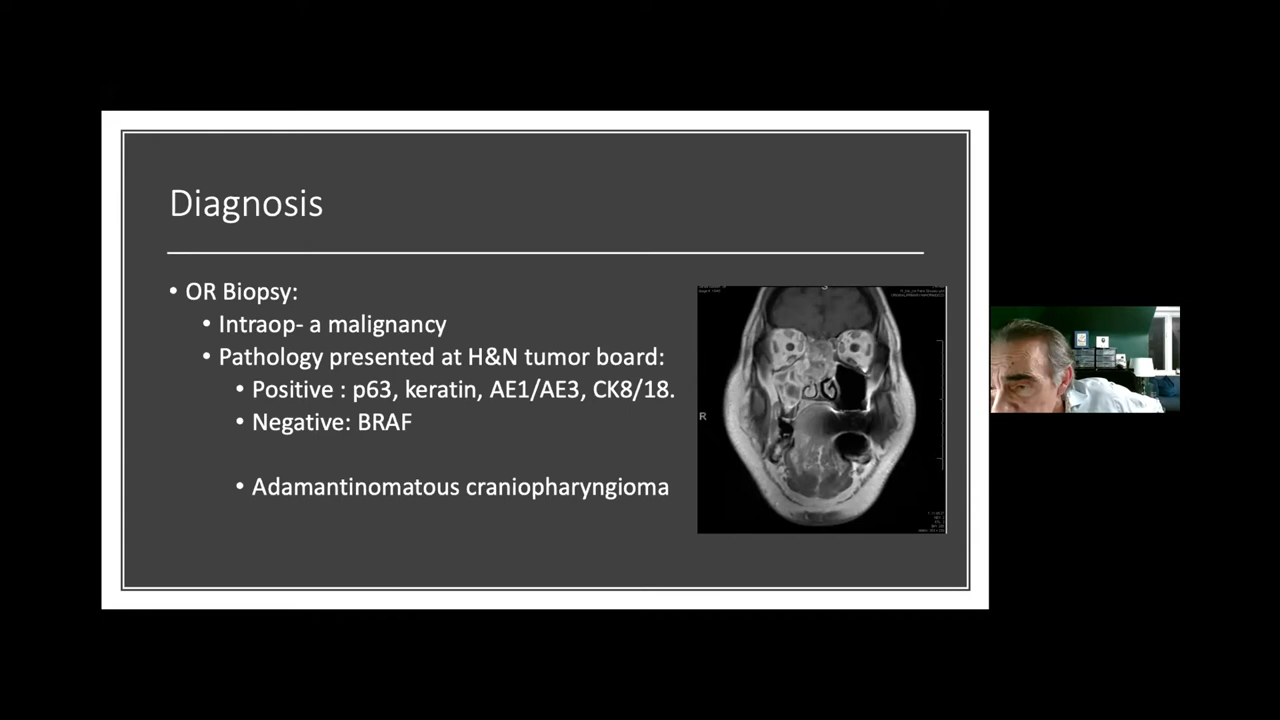 Diagnosis
• OR Biopsy:
• Intraop- a malignancy
• Pathology presented at H&N tumor board:
• Positive : p63, keratin, AE1/AE3, CK8/18.
• Negative: BRAF
• Adamantinomatous craniopharyngioma
R